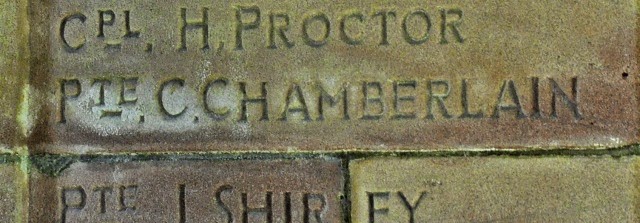 CPL. H. PROCTOR
PTE. C. CHAMBERLAIN
PTE J. SHIRLEY